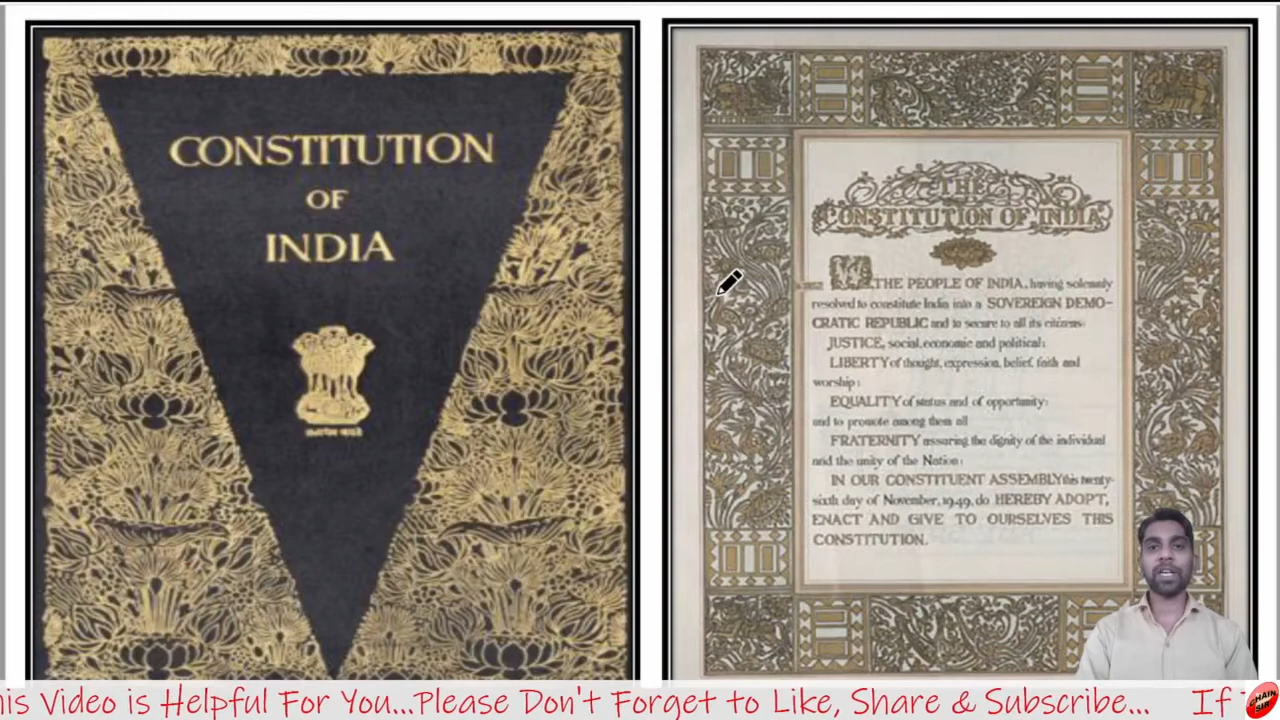 CONSTITUTION
OF
INDIA
THE
CONSTITUTION OF INDIA
WE, THE PEOPLE OF INDIA, having solemnly
resolved to constitute India into a SOVEREIGN DEMO-
CRATIC REPUBLIC and to secure to all its citizens:
JUSTICE, social, economic and political;
LIBERTY of thought, expression, belief, faith and
worship;
EQUALITY of status and of opportunity;
and to promote among them all
FRATERNITY assuring the dignity of the individual
and the unity of the Nation;
IN OUR CONSTITUENT ASSEMBLY this twenty-
sixth day of November, 1949, do HEREBY ADOPT,
ENACT AND GIVE TO OURSELVES THIS
CONSTITUTION.
his Video is Helpful For You...Please Don't Forget to Like, Share & Subscribe... If
CHAIN
SIR